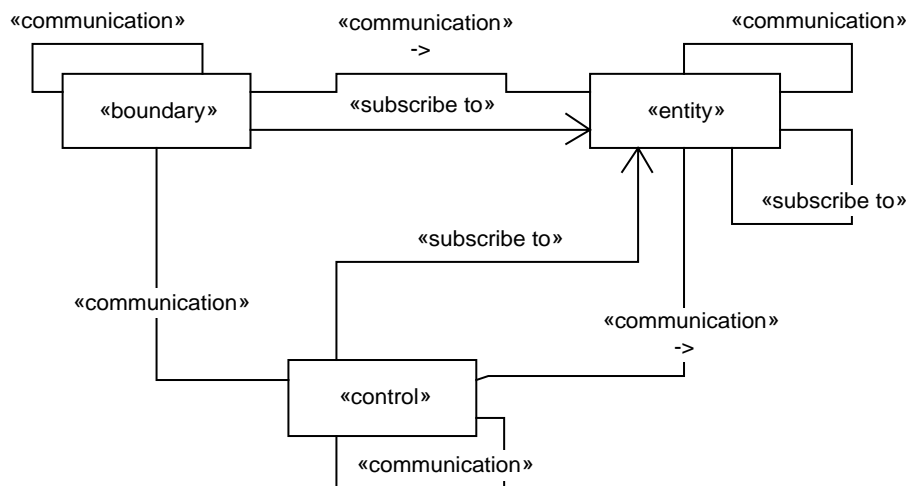 «communication»
«communication»
->
«communication»
«boundary»
«subscribe to»
«entity»
«subscribe to»
«subscribe to»
«communication»
«communication»
->
«control»
«communication»